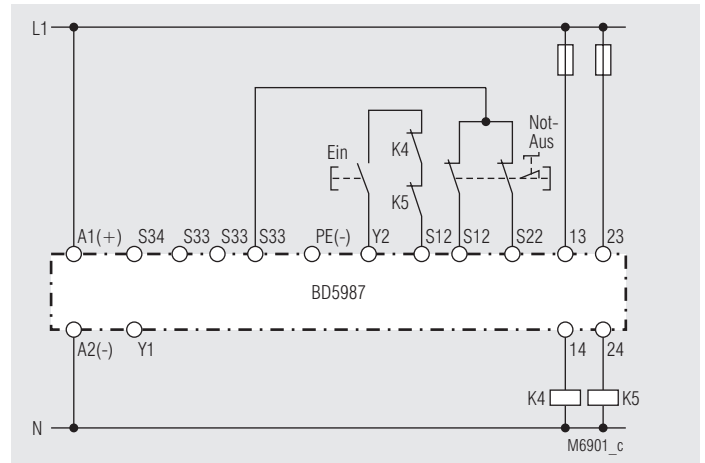 L1
Not-
Aus
Ein
K4
K5
A1(+) S34 S33 S33 S33 PE(-) Y2 S12 S12 S22 13 23
BD5987
A2(-) Y1 14 24
K4 K5
N
M6901_c